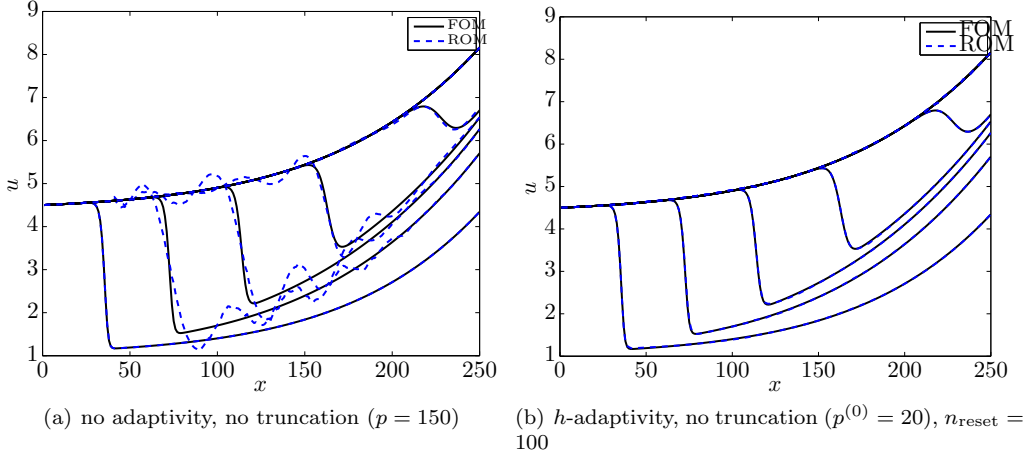 9
8
7
6
5
4
3
2
1
u
0 50 100 150 200 250
x
FOM
ROM
9
8
7
6
5
4
3
2
1
u
0 50 100 150 200 250
x
FOM
ROM
(a) no adaptivity, no truncation (p = 150)
(b) h-adaptivity, no truncation (p⁽⁰⁾ = 20), n_reset =
100